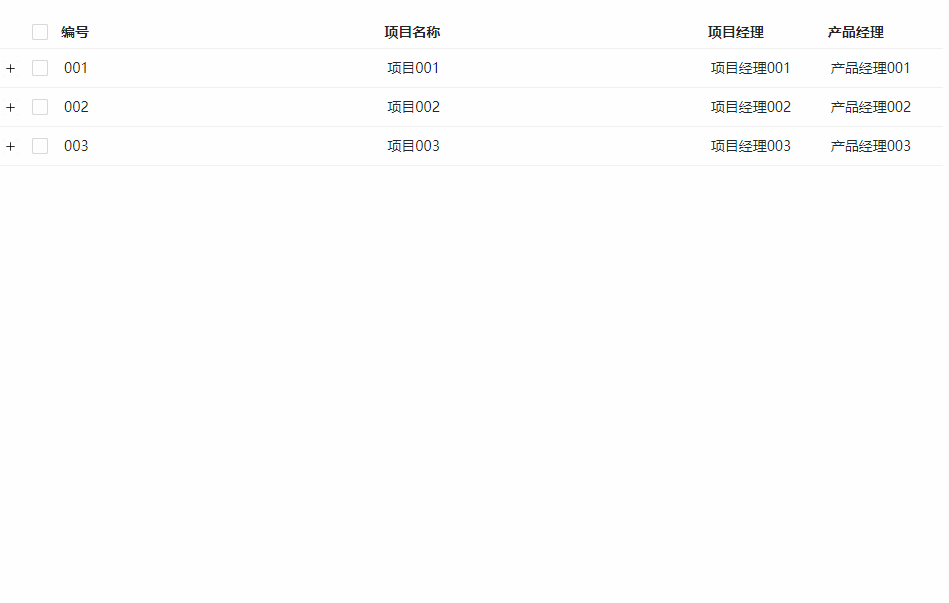 编号 项目名称 项目经理 产品经理
+ 001 项目001 项目经理001 产品经理001
+ 002 项目002 项目经理002 产品经理002
+ 003 项目003 项目经理003 产品经理003